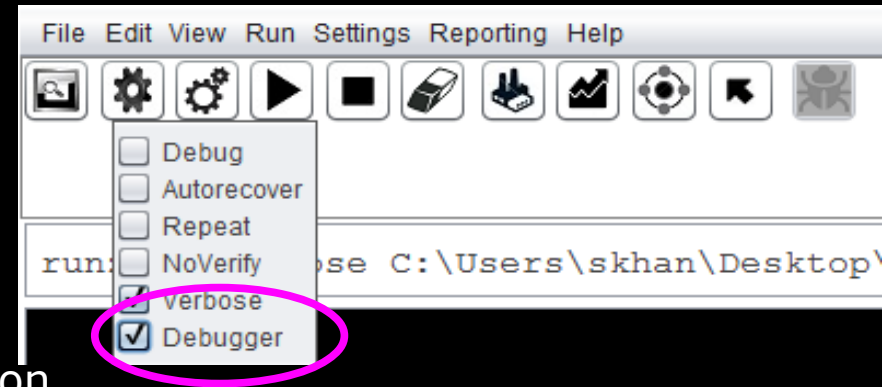 File Edit View Run Settings Reporting Help
Debug
Autorecover
Repeat
run: ose C:\Users\skhan\Desktop\
NoVerify
Verbose
Debugger
on